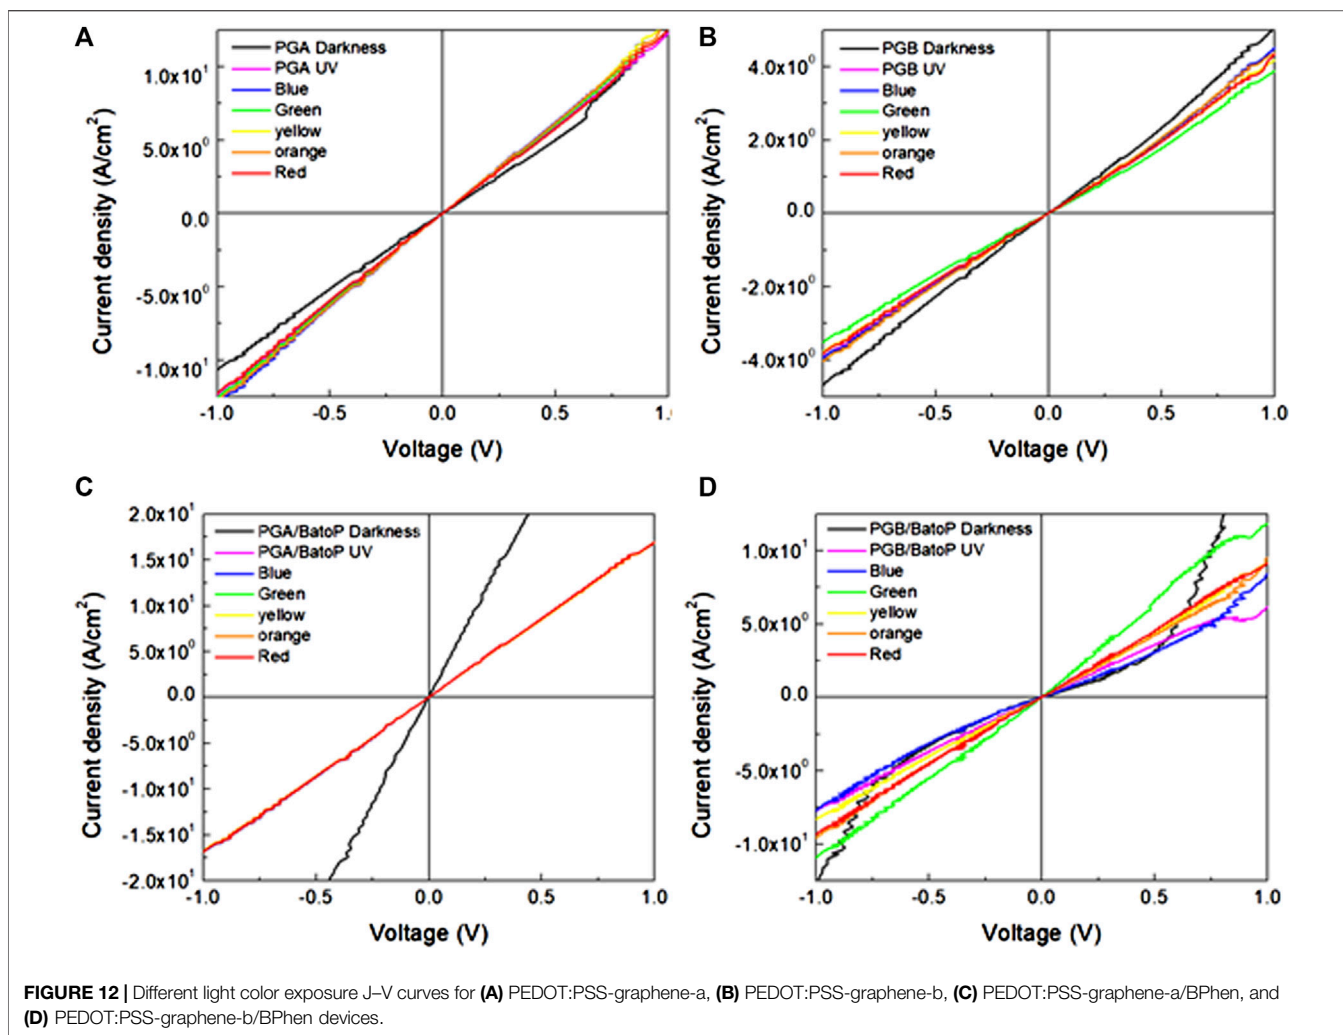 A
PGA Darkness
PGA UV
Blue
Green
yellow
orange
Red
1.0x10¹
5.0x10⁰
0.0
-5.0x10⁰
-1.0x10¹
Current density (A/cm²)
-1.0 -0.5 0.0 0.5 1.(
Voltage (V)
B
PGB Darkness
PGB UV
Blue
Green
yellow
orange
Red
4.0x10⁰
2.0x10⁰
0.0
-2.0x10⁰
-4.0x10⁰
Current density (A/cm²)
-1.0 -0.5 0.0 0.5 1.0
Voltage (V)
C
PGA/BatoP Darkness
PGA/BatoP UV
Blue
Green
yellow
orange
Red
2.0x10¹
1.5x10¹
1.0x10¹
5.0x10⁰
0.0
-5.0x10⁰
-1.0x10¹
-1.5x10¹
-2.0x10¹
Current density (A/cm²)
-1.0 -0.5 0.0 0.5 1.0
Voltage (V)
D
PGB/BatoP Darkness
PGB/BatoP UV
Blue
Green
yellow
orange
Red
1.0x10¹
5.0x10⁰
0.0
-5.0x10⁰
-1.0x10¹
Current density (A/cm²)
-1.0 -0.5 0.0 0.5 1.0
Voltage (V)
FIGURE 12 | Different light color exposure J–V curves for (A) PEDOT:PSS-graphene-a, (B) PEDOT:PSS-graphene-b, (C) PEDOT:PSS-graphene-a/BPhen, and
(D) PEDOT:PSS-graphene-b/BPhen devices.